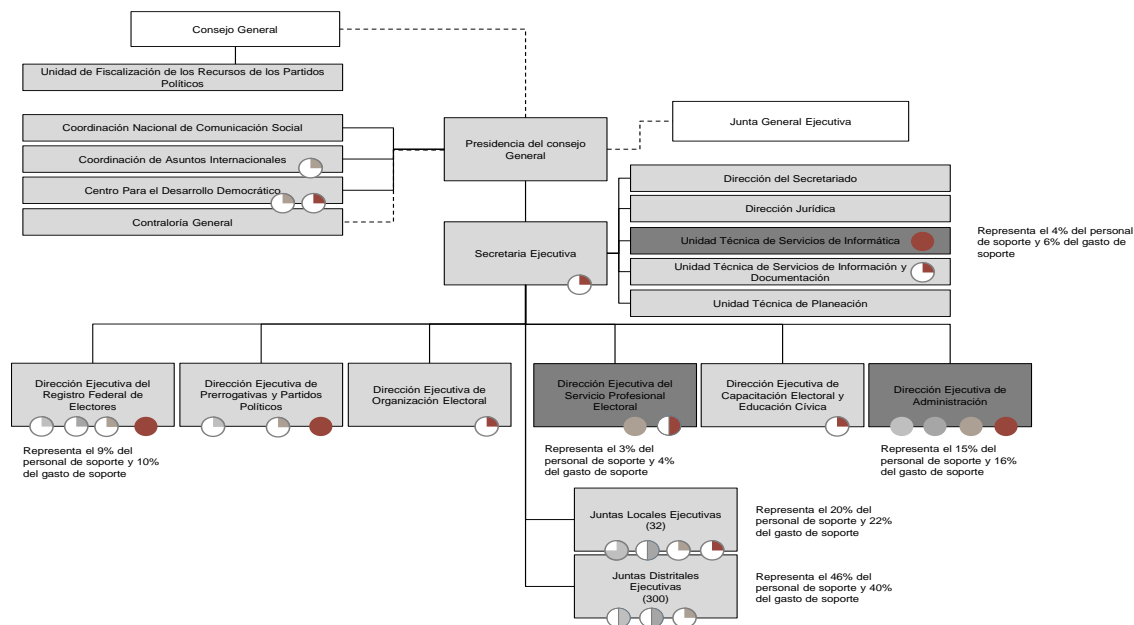 Consejo General
Unidad de Fiscalización de los Recursos de los Partidos
Políticos
Coordinación Nacional de Comunicación Social
Coordinación de Asuntos Internacionales
Centro Para el Desarrollo Democrático
Contraloría General
Presidencia del consejo
General
Junta General Ejecutiva
Secretaria Ejecutiva
Dirección del Secretariado
Dirección Jurídica
Unidad Técnica de Servicios de Informática
Unidad Técnica de Servicios de Información y
Documentación
Unidad Técnica de Planeación
Representa el 4% del personal
de soporte y 6% del gasto de
soporte
Dirección Ejecutiva del
Registro Federal de
Electores
Dirección Ejecutiva de
Prerrogativas y Partidos
Políticos
Dirección Ejecutiva de
Organización Electoral
Dirección Ejecutiva del
Servicio Profesional
Electoral
Dirección Ejecutiva de
Capacitación Electoral y
Educación Cívica
Dirección Ejecutiva de
Administración
Representa el 9% del
personal de soporte y 10%
del gasto de soporte
Representa el 3% del
personal de soporte y 4%
del gasto de soporte
Representa el 15% del
personal de soporte y 16%
del gasto de soporte
Juntas Locales Ejecutivas
(32)
Representa el 20% del
personal de soporte y 22%
del gasto de soporte
Juntas Distritales
Ejecutivas
(300)
Representa el 46% del
personal de soporte y 40%
del gasto de soporte